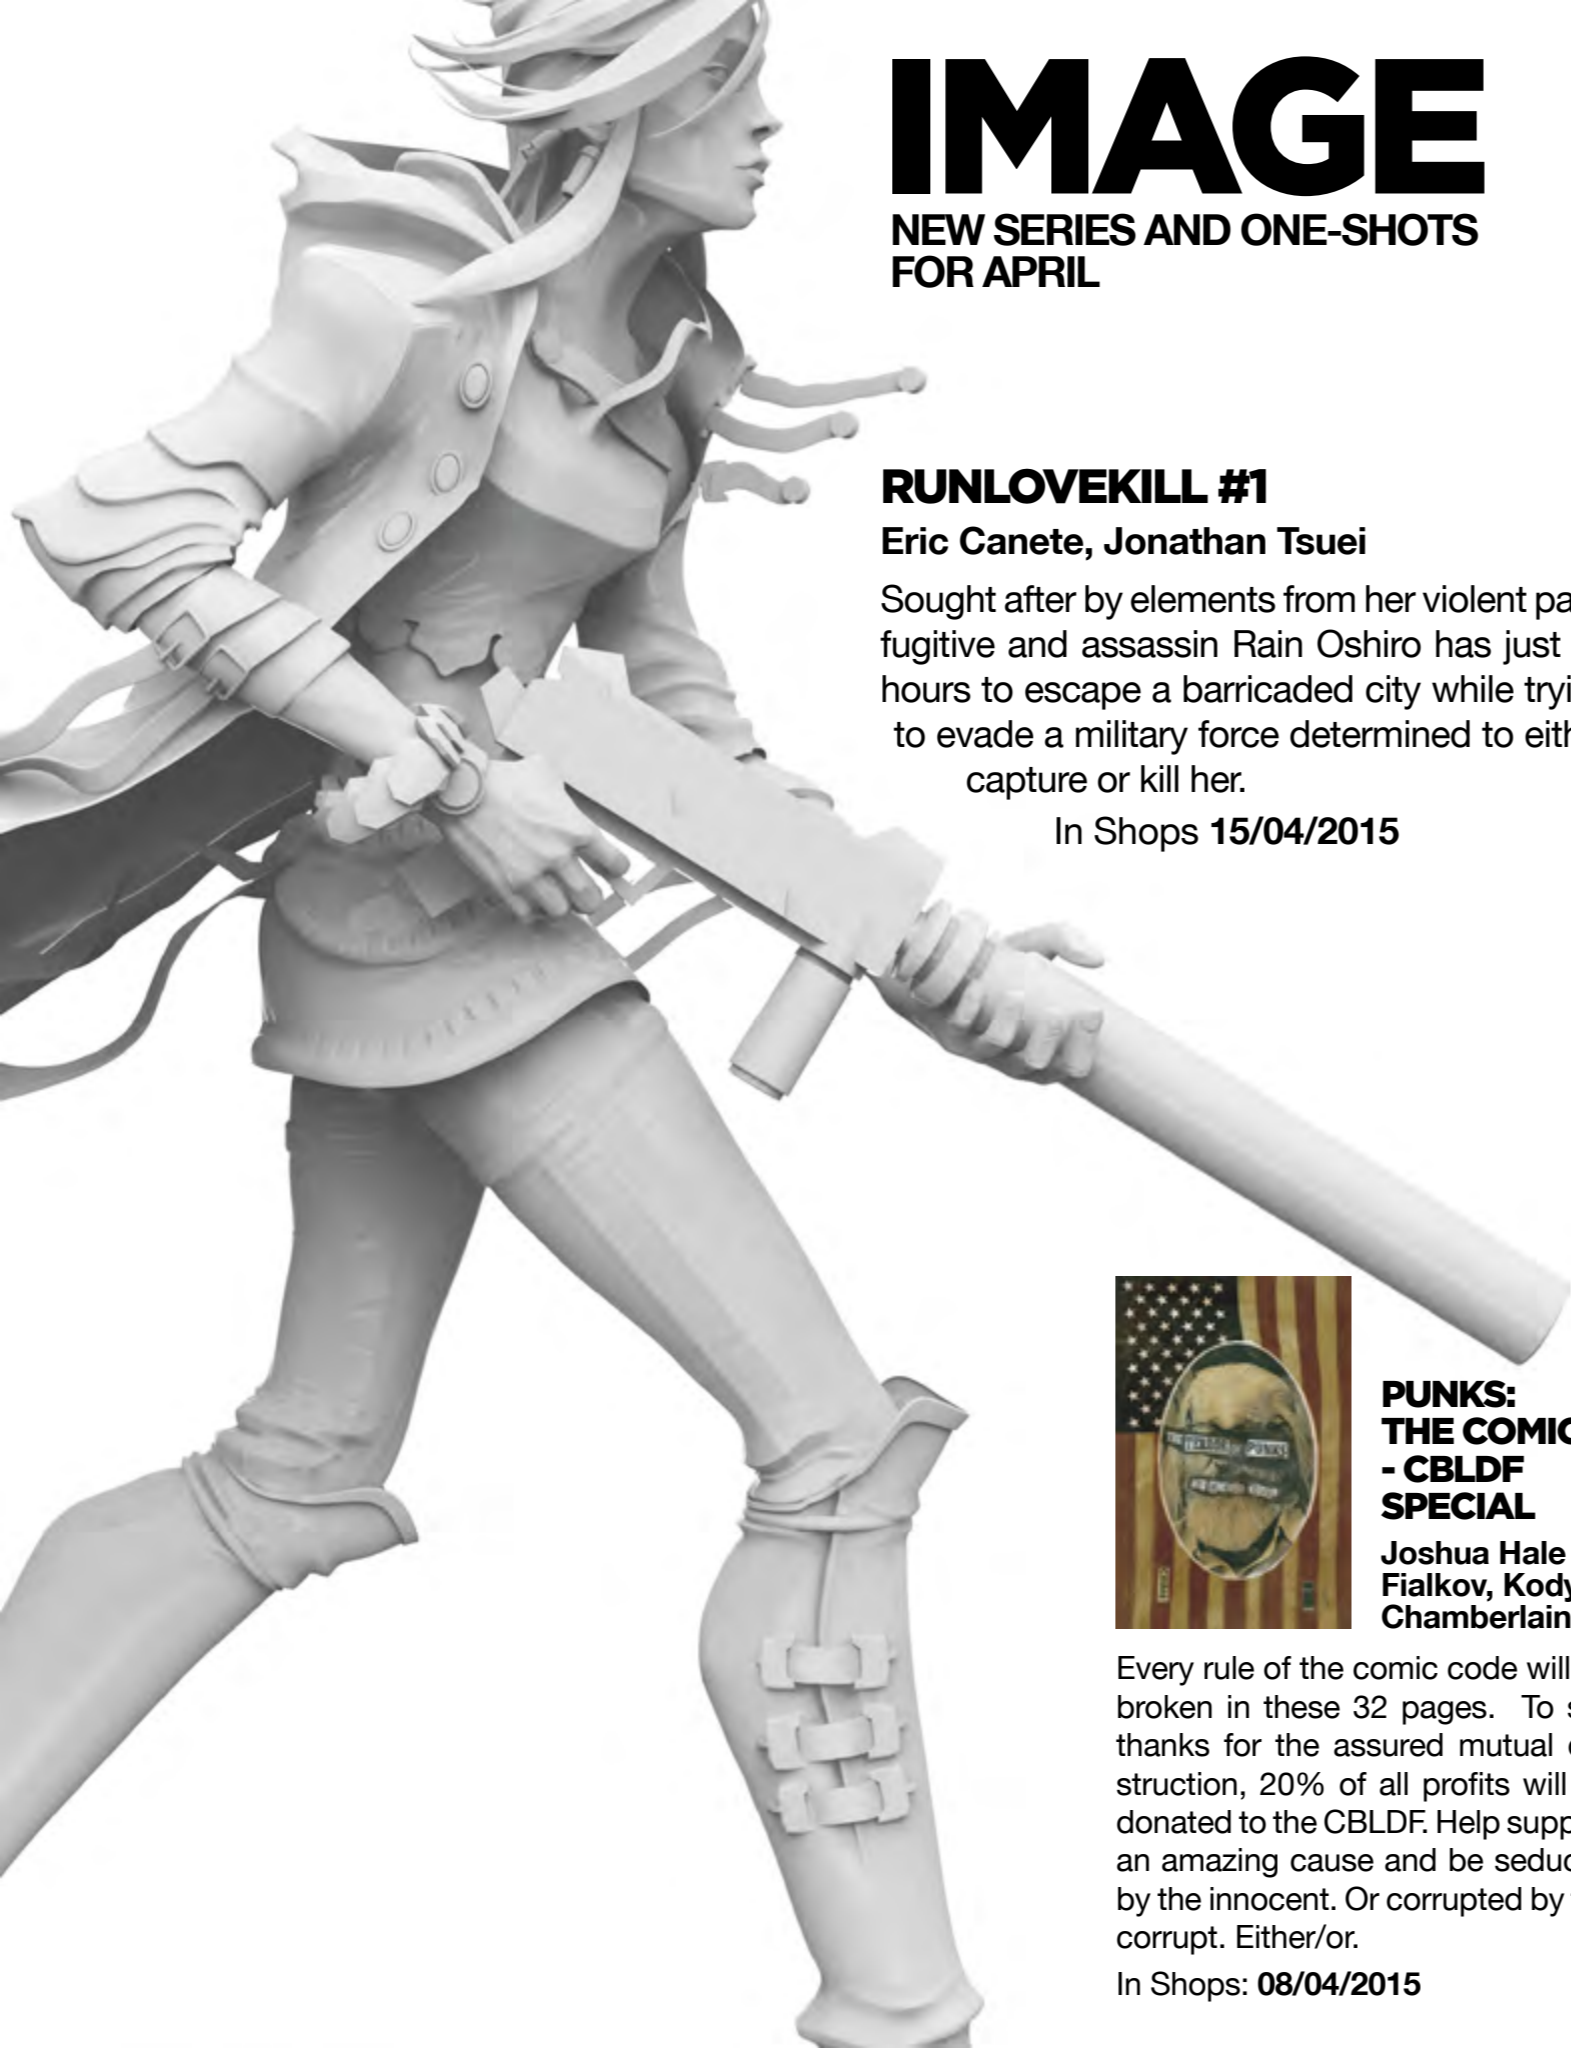 IMAGE
NEW SERIES AND ONE-SHOTS
FOR APRIL
RUNLOVEKILL #1
Eric Canete, Jonathan Tsuei
Sought after by elements from her violent pa
fugitive and assassin Rain Oshiro has just
hours to escape a barricaded city while tryi
to evade a military force determined to eith
capture or kill her.
In Shops 15/04/2015
PUNKS:
THE COMIC
- CBLDF
SPECIAL
Joshua Hale
Fialkov, Kody
Chamberlain
Every rule of the comic code will
broken in these 32 pages. To s
thanks for the assured mutual
struction, 20% of all profits will
donated to the CBLDF. Help supp
an amazing cause and be seduc
by the innocent. Or corrupted by
corrupt. Either/or.
In Shops: 08/04/2015